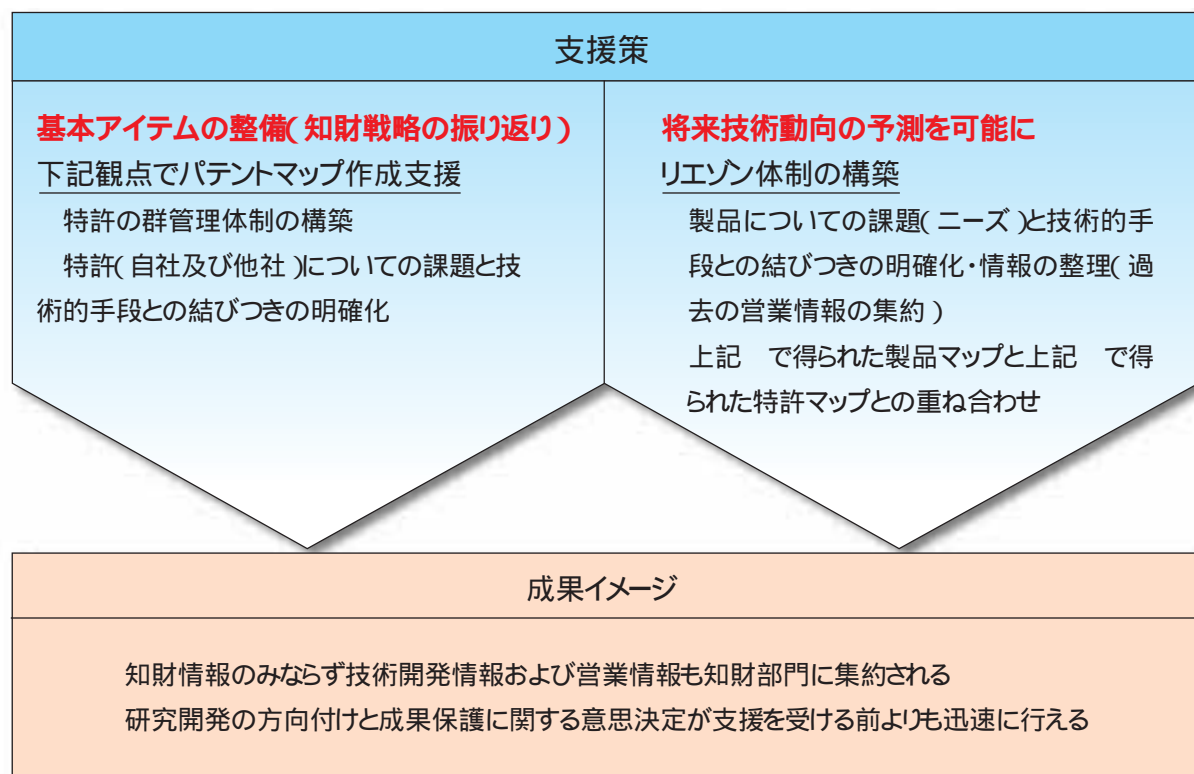 支援策
基本アイテムの整備(知財戦略の振り返り)
下記観点でパテントマップ作成支援
特許の群管理体制の構築
特許(自社及び他社)についての課題と技
術的手段との結びつきの明確化
将来技術動向の予測を可能に
リエゾン体制の構築
製品についての課題(ニーズ)と技術的手
段との結びつきの明確化・情報の整理(過
去の営業情報の集約)
上記 で得られた製品マップと上記 で得
られた特許マップとの重ね合わせ
成果イメージ
知財情報のみならず技術開発情報および営業情報も知財部門に集約される
研究開発の方向付けと成果保護に関する意思決定が支援を受ける前よりも迅速に行える